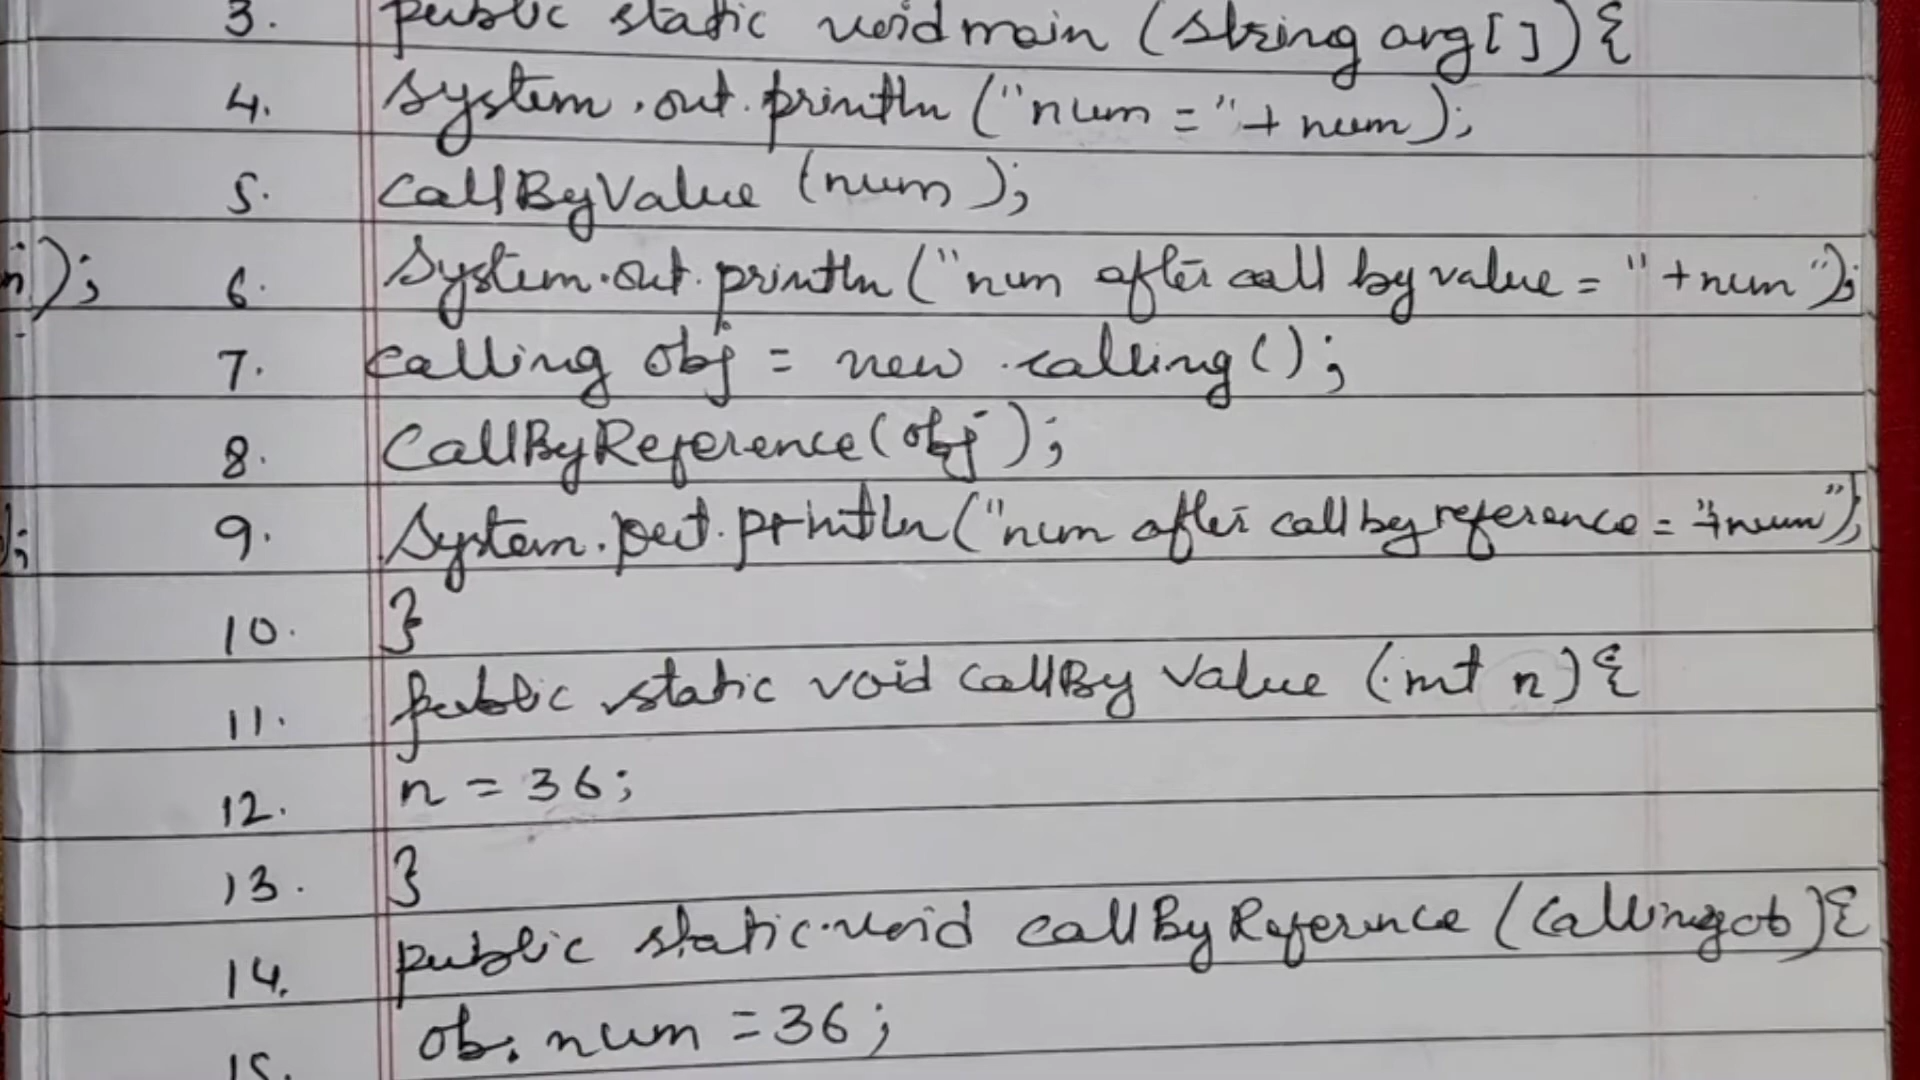 3. public static void main (string arg[]){
4. System.out.println ("num = " + num);
5. callByValue (num);
n); 6. System.out.println ("num after call by value = " +num");
7. Calling obj = new calling();
8. CallByReference(obj);
); 9. System.out.println ("num after call by reference = "+num");
10. }
11. public static void callBy Value (int n){
12. n = 36;
13. }
14. public static void callByReference (Calling ob){
15. ob. num = 36;